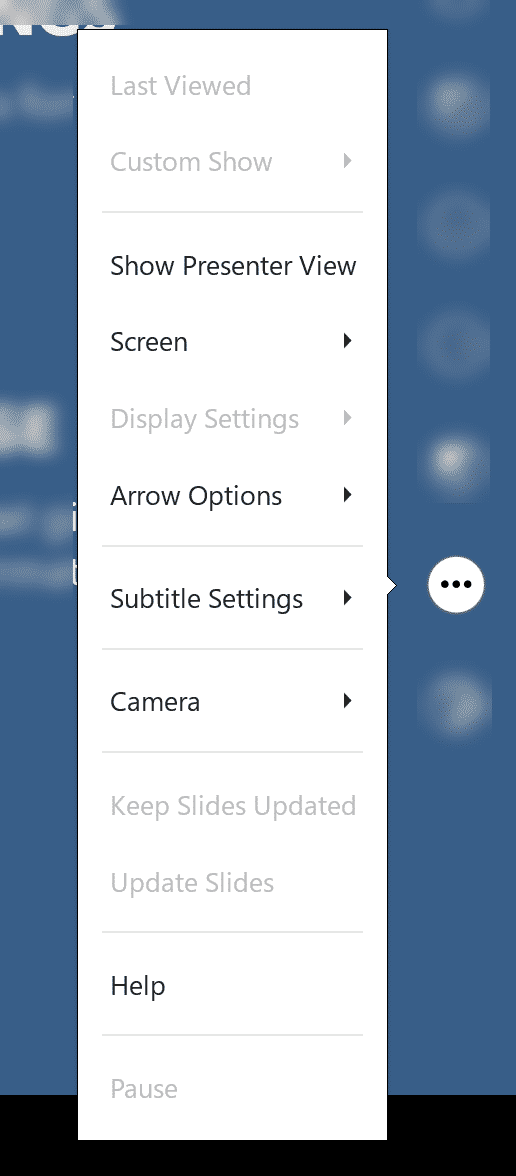 Last Viewed
Custom Show
Show Presenter View
Screen
Display Settings
Arrow Options
Subtitle Settings
Camera
Keep Slides Updated
Update Slides
Help
Pause